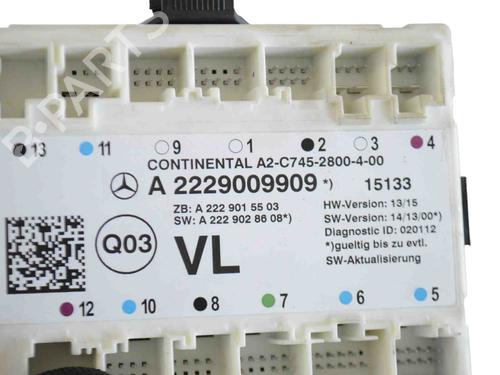 B-PARTS
13 11 9 1 2 3 4
CONTINENTAL A2-C745-2800-4-00
A 2229009909 *) 15133
ZB: A 222 901 55 03
SW: A 222 902 86 08*)
HW-Version: 13/15
SW-Version: 14/13/00*)
Diagnostic ID: 020112
*)gueltig bis zu evtl.
SW-Aktualisierung
Q03
VL
12 10 8 7 6 5